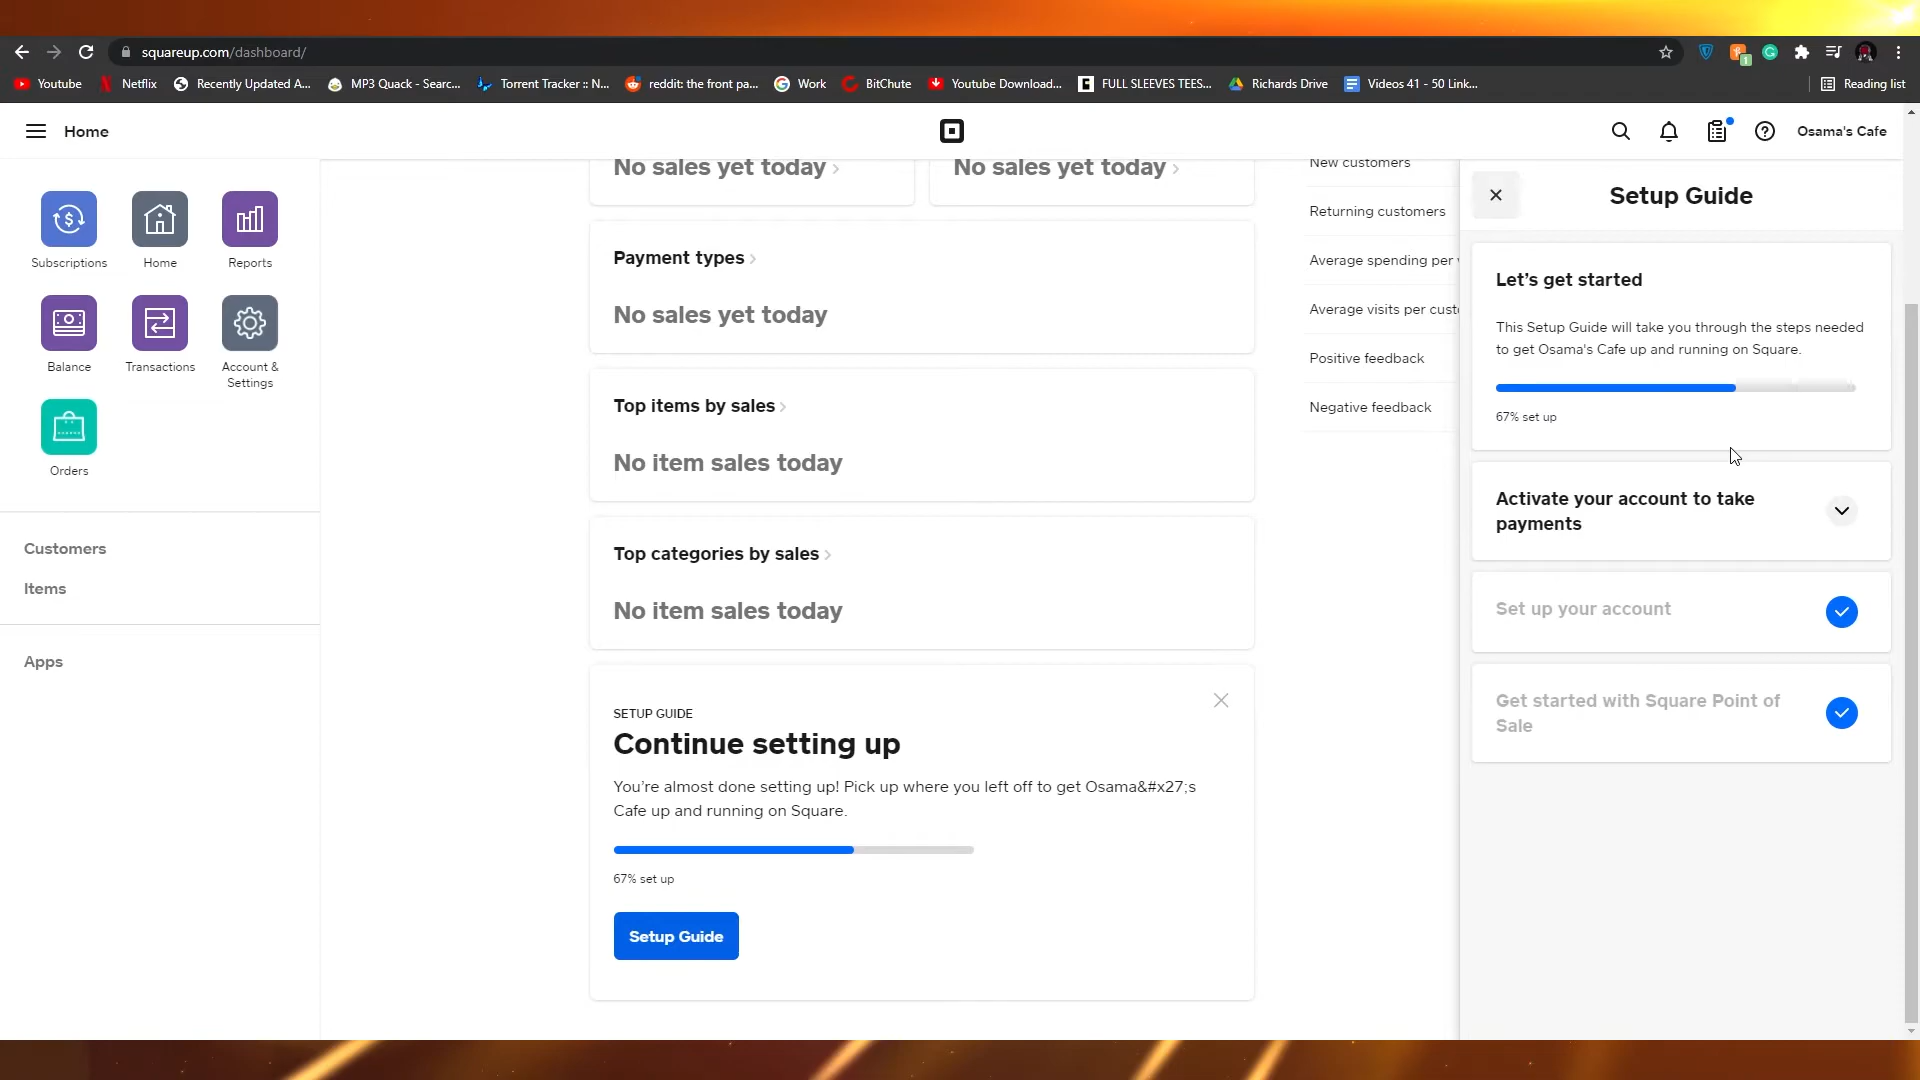 squareup.com/dashboard/
Youtube
Netflix
Recently Updated A...
MP3 Quack - Searc...
Torrent Tracker :: N...
reddit: the front pa...
Work
BitChute
Youtube Download...
FULL SLEEVES TEES...
Richards Drive
Videos 41 - 50 Link...
Reading list
Home
Osama's Cafe
Subscriptions
Home
Reports
Balance
Transactions
Account &
Settings
Orders
Customers
Items
Apps
No sales yet today
No sales yet today
Payment types
No sales yet today
Top items by sales
No item sales today
Top categories by sales
No item sales today
SETUP GUIDE
Continue setting up
You're almost done setting up! Pick up where you left off to get Osama&#x27;s
Cafe up and running on Square.
67% set up
Setup Guide
New customers
Returning customers
Average spending per
Average visits per cust
Positive feedback
Negative feedback
Setup Guide
Let's get started
This Setup Guide will take you through the steps needed
to get Osama's Cafe up and running on Square.
67% set up
Activate your account to take
payments
Set up your account
Get started with Square Point of
Sale